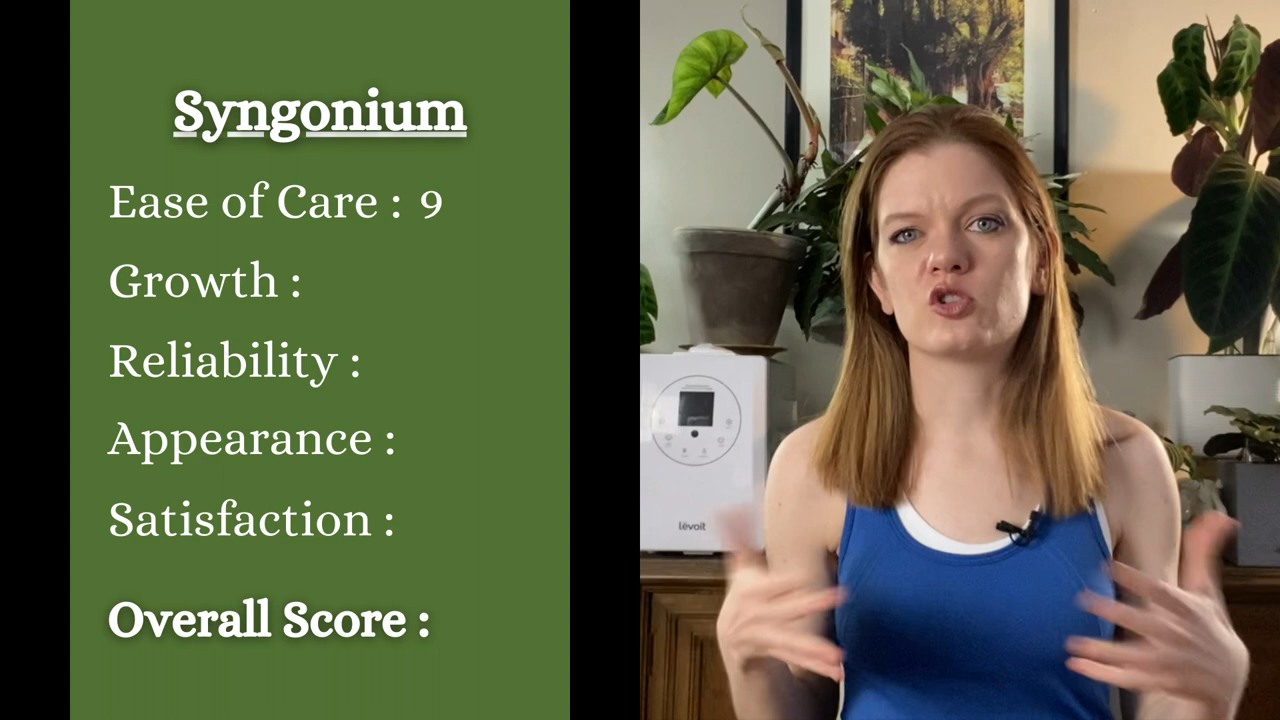 Syngonium
Ease of Care : 9
Growth :
Reliability :
Appearance :
Satisfaction :
Overall Score :
levoit